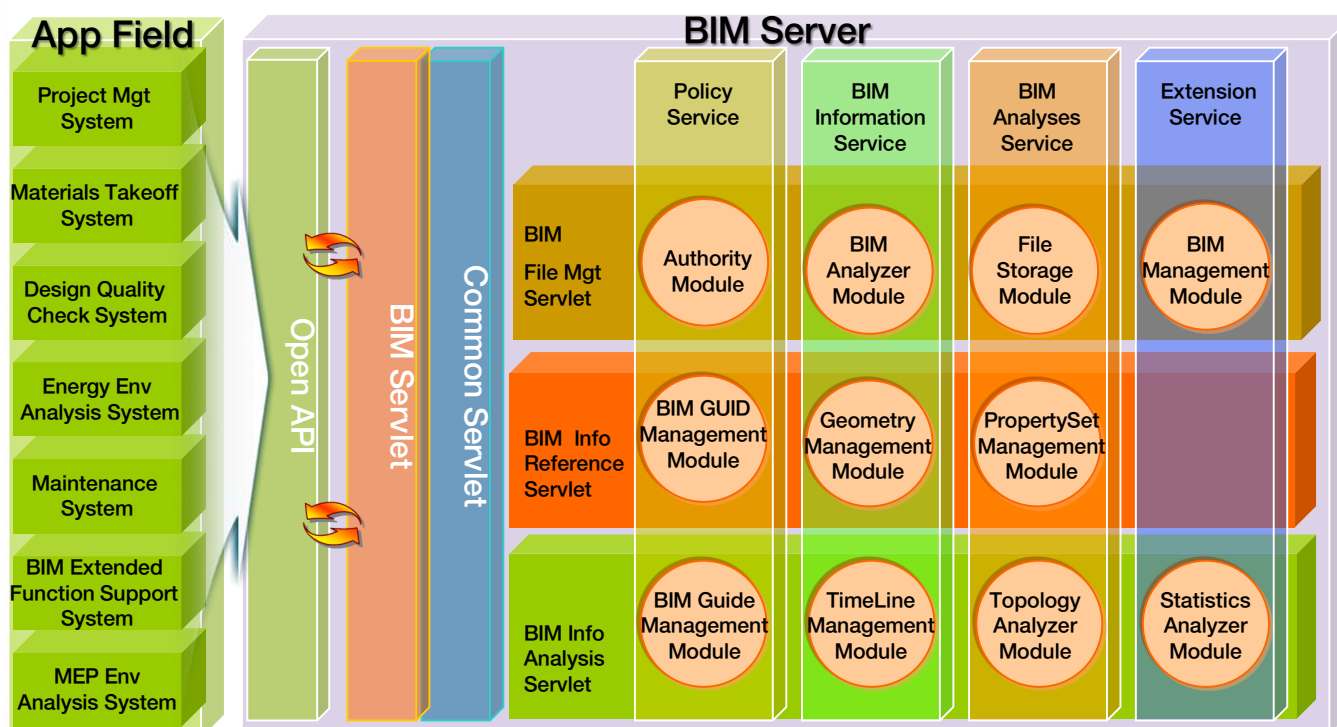 App Field
Project Mgt
System
Materials Takeoff
System
Design Quality
Check System
Energy Env
Analysis System
Maintenance
System
BIM Extended
Function Support
System
MEP Env
Analysis System
BIM Server
Open API
BIM Servlet
Common Servlet
Policy
Service
BIM
Information
Service
BIM
Analyses
Service
Extension
Service
BIM
File Mgt
Servlet
Authority
Module
BIM
Analyzer
Module
File
Storage
Module
BIM
Management
Module
BIM Info
Reference
Servlet
BIM GUID
Management
Module
Geometry
Management
Module
PropertySet
Management
Module
BIM Info
Analysis
Servlet
BIM Guide
Management
Module
TimeLine
Management
Module
Topology
Analyzer
Module
Statistics
Analyzer
Module